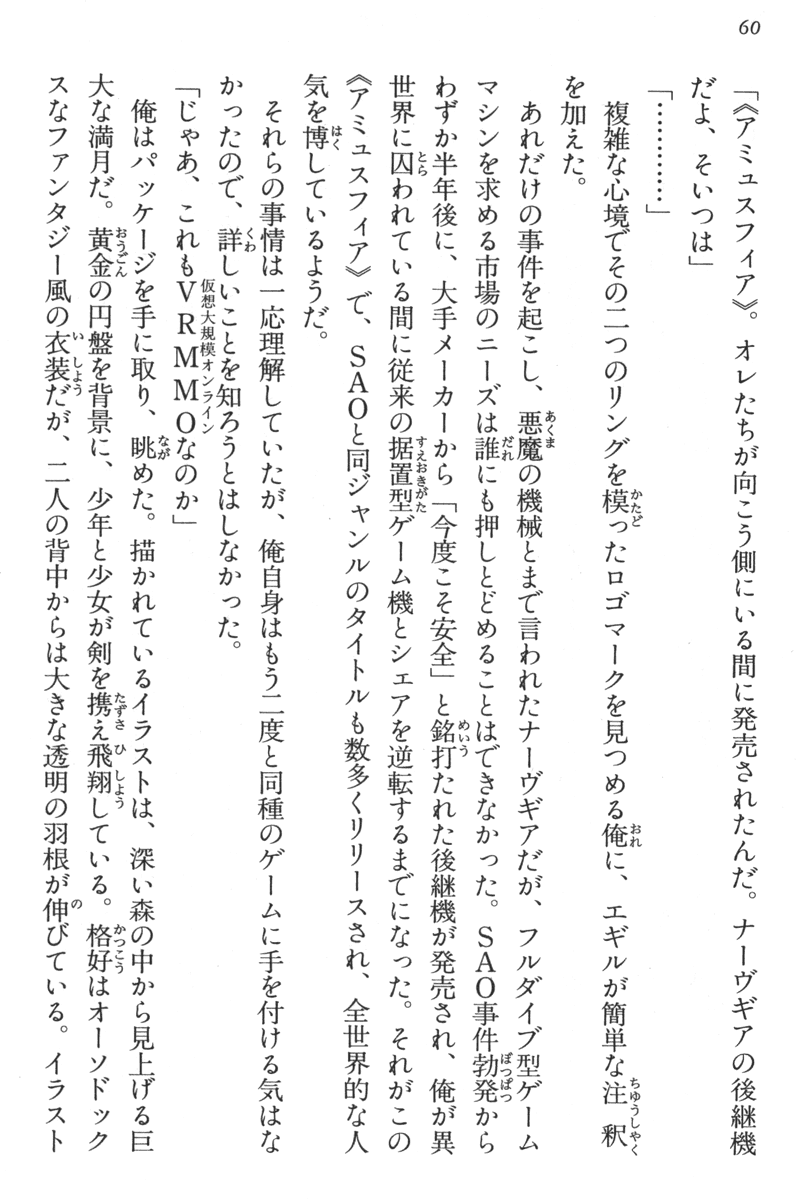 60
「《アミュスフィア》。オレたちが向こう側にいる間に発売されたんだ。ナーヴギアの後継機
だよ、そいつは」
「…………」
複雑な心境でその二つのリングを模ったロゴマークを見つめる俺に、エギルが簡単な注釈
を加えた。
あれだけの事件を起こし、悪魔の機械とまで言われたナーヴギアだが、フルダイブ型ゲーム
マシンを求める市場のニーズは誰にも押しとどめることはできなかった。SAO事件勃発から
わずか半年後に、大手メーカーから「今度こそ安全」と銘打たれた後継機が発売され、俺が異
世界に囚われている間に従来の据置型ゲーム機とシェアを逆転するまでになった。それがこの
《アミュスフィア》で、SAOと同ジャンルのタイトルも数多くリリースされ、全世界的な人
気を博しているようだ。
それらの事情は一応理解していたが、俺自身はもう二度と同種のゲームに手を付ける気はな
かったので、詳しいことを知ろうとはしなかった。
「じゃあ、これもVRMMOなのか」
俺はパッケージを手に取り、眺めた。描かれているイラストは、深い森の中から見上げる巨
大な満月だ。黄金の円盤を背景に、少年と少女が剣を携え飛翔している。格好はオーソドック
スなファンタジー風の衣装だが、二人の背中からは大きな透明の羽根が伸びている。イラスト